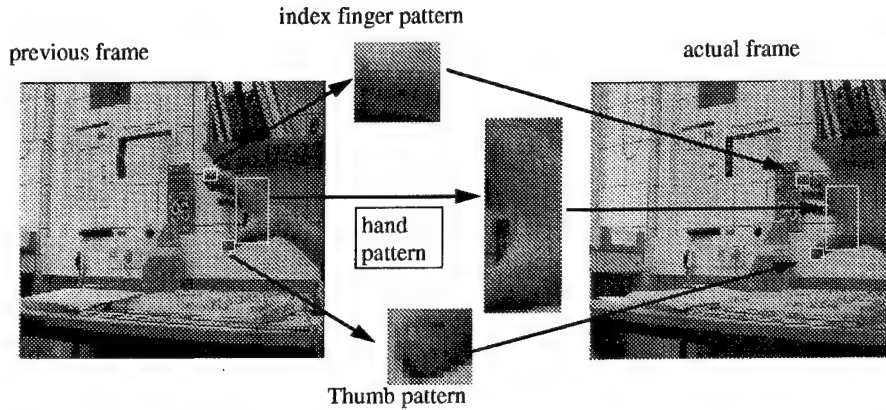 index finger pattern
previous frame
actual frame
hand
pattern
Thumb pattern